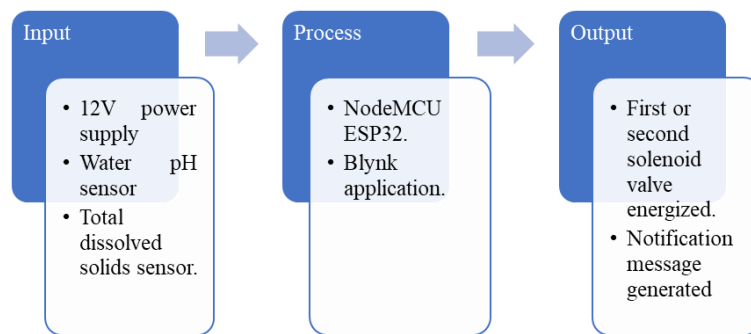 Input
• 12V power
supply
• Water pH
sensor
• Total
dissolved
solids sensor.
Process
• NodeMCU
ESP32.
• Blynk
application.
Output
• First or
second
solenoid
valve
energized.
• Notification
message
generated